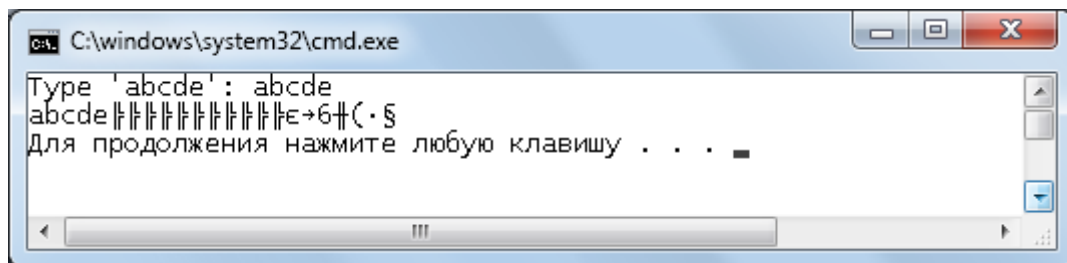 C:\windows\system32\cmd.exe
Type 'abcde': abcde
abcde╠╠╠╠╠╠╠╠╠╠╠є→6╫(∙§
Для продолжения нажмите любую клавишу . . .